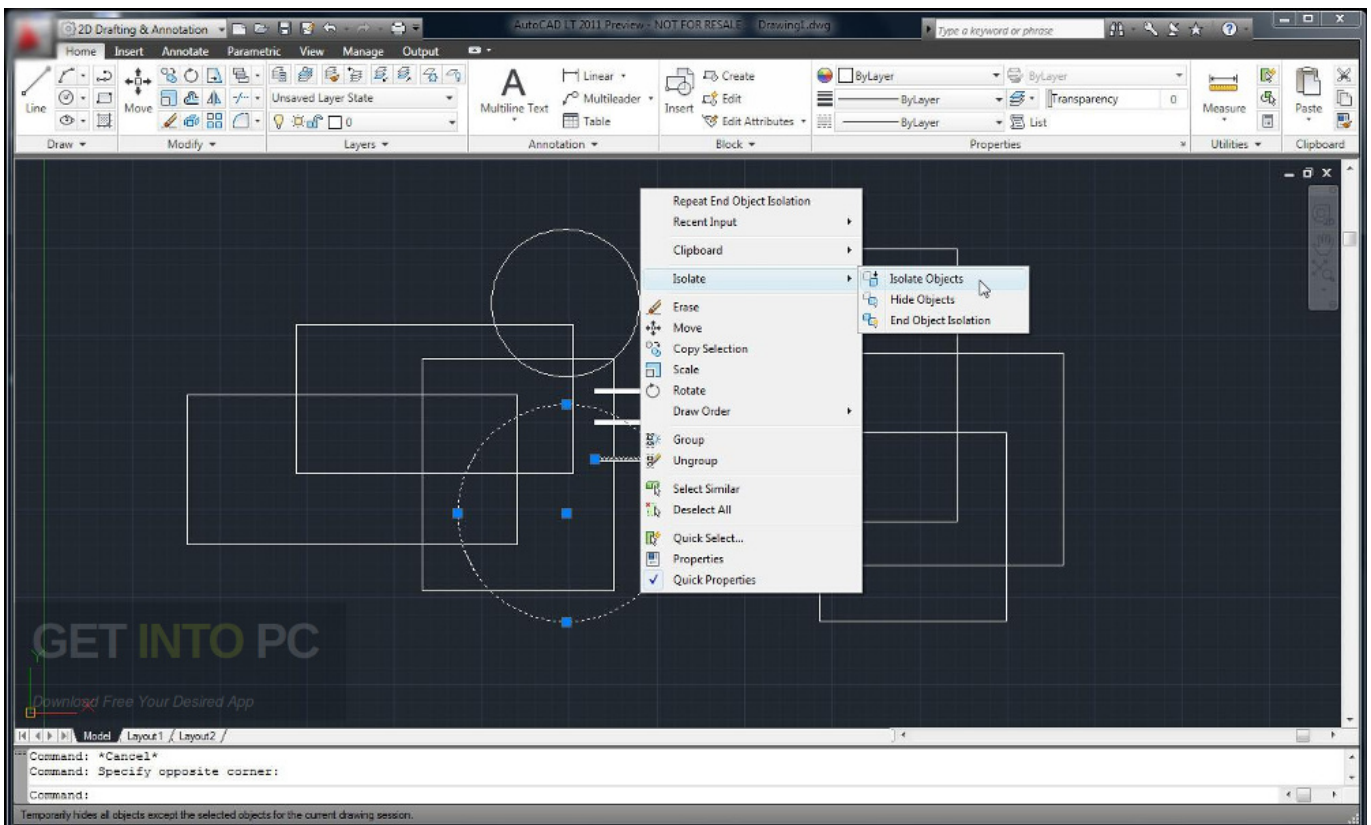 2D Drafting & Annotation
AutoCAD LT 2011 Preview - NOT FOR RESALE Drawing1.dwg
Type a keyword or phrase
Home Insert Annotate Parametric View Manage Output
Line
Move
Unsaved Layer State
0
Multiline Text
Linear
Multileader
Table
Insert
Create
Edit
Edit Attributes
ByLayer
ByLayer
ByLayer
ByLayer
Transparency 0
List
Measure
Paste
Draw Modify Layers Annotation Block Properties Utilities Clipboard
Repeat End Object Isolation
Recent Input
Clipboard
Isolate
Isolate Objects
Hide Objects
End Object Isolation
Erase
Move
Copy Selection
Scale
Rotate
Draw Order
Group
Ungroup
Select Similar
Deselect All
Quick Select...
Properties
Quick Properties
GET INTO PC
Download Free Your Desired App
Y
X
Model Layout1 Layout2
Command: *Cancel*
Command: Specify opposite corner:
Command:
Temporarily hides all objects except the selected objects for the current drawing session.